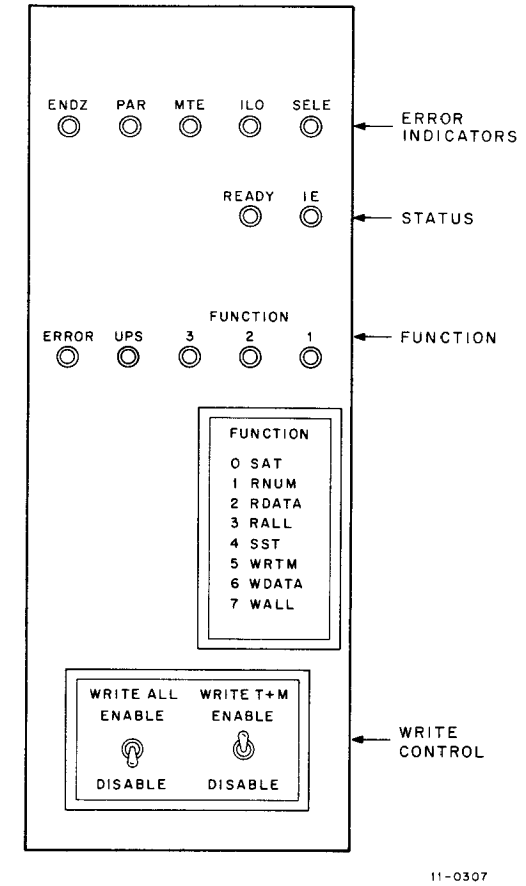 ENDZ PAR MTE ILO SELE
ERROR INDICATORS
READY IE
STATUS
FUNCTION
ERROR UPS 3 2 1
FUNCTION
FUNCTION
0 SAT
1 RNUM
2 RDATA
3 RALL
4 SST
5 WRTM
6 WDATA
7 WALL
WRITE ALL WRITE T+M
ENABLE ENABLE
DISABLE DISABLE
WRITE
CONTROL
11-0307